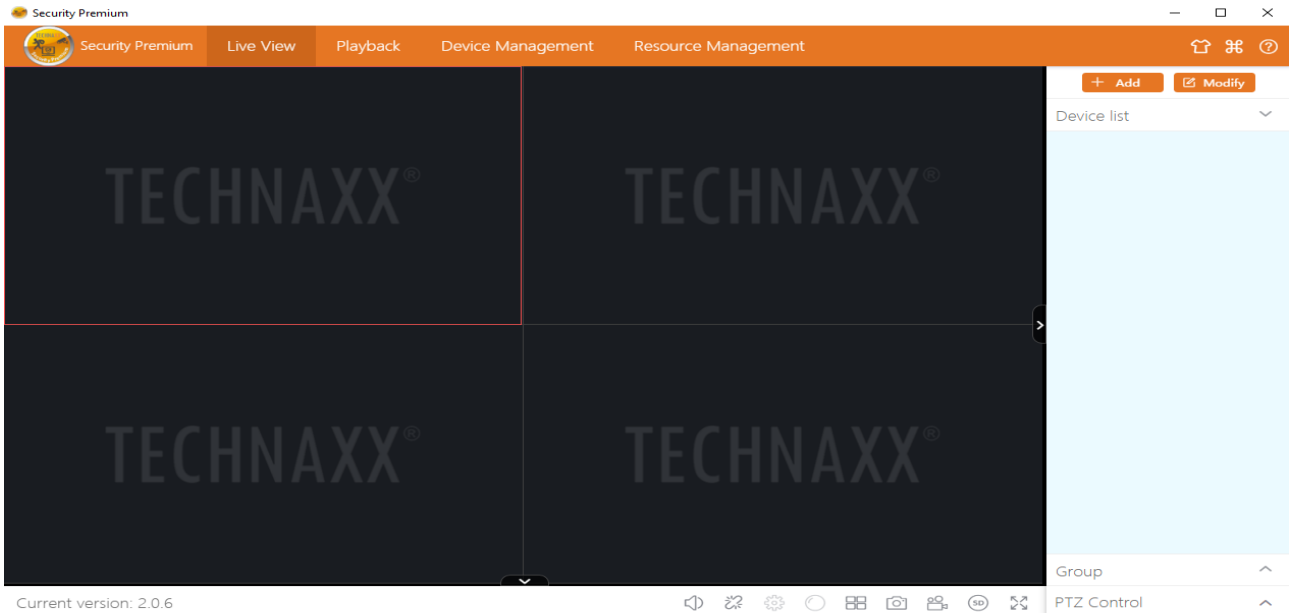 Security Premium
Security Premium Live View Playback Device Management Resource Management
+ Add Modify
Device list
TECHNAXX® TECHNAXX®
TECHNAXX® TECHNAXX®
Group
Current version: 2.0.6 SD PTZ Control